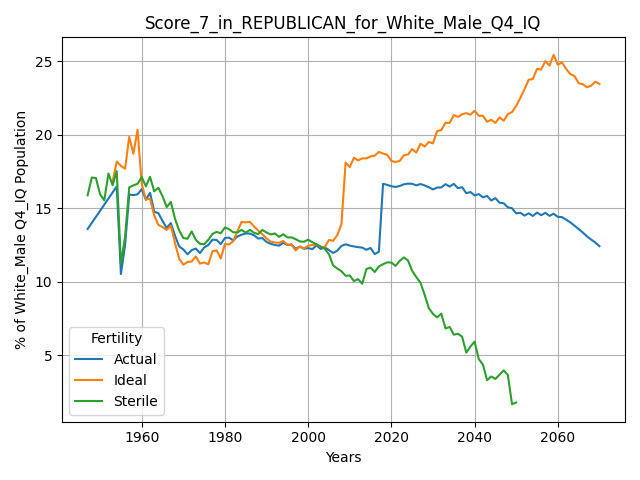 Score_7_in_REPUBLICAN_for_White_Male_Q4_IQ
% of White_Male Q4_IQ Population
25
20
15
10
5
Fertility
Actual
Ideal
Sterile
1960 1980 2000 2020 2040 2060
Years